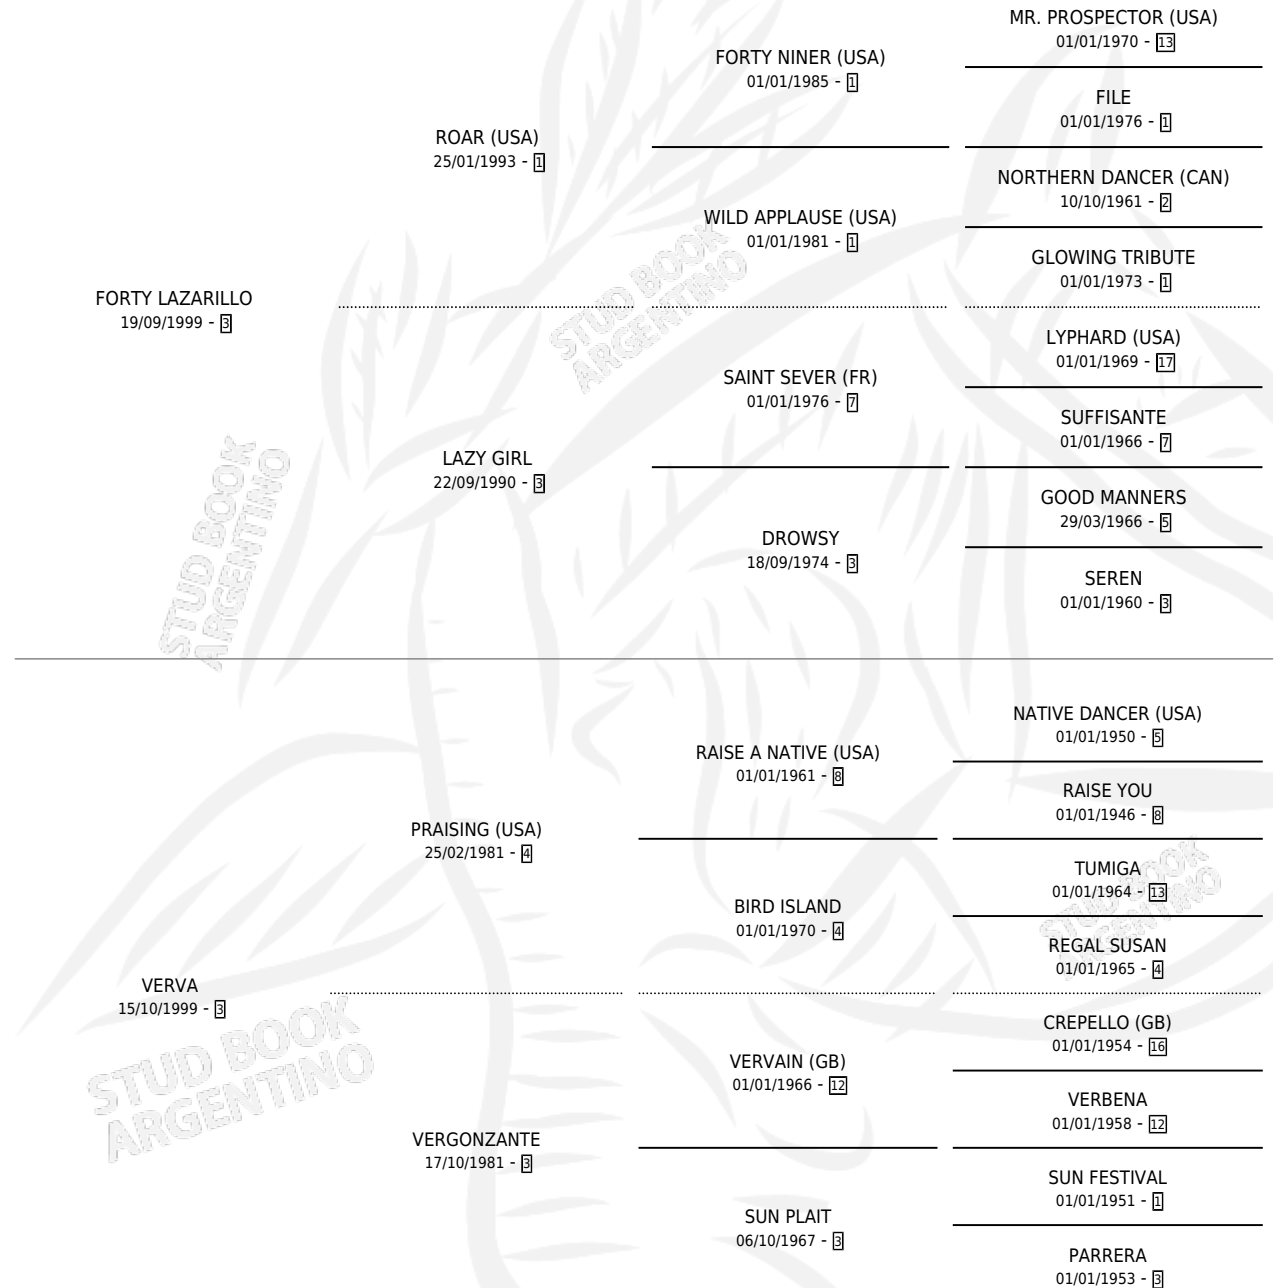 MR. PROSPECTOR (USA)
01/01/1970 - 13
FORTY NINER (USA)
01/01/1985 - 1
FILE
01/01/1976 - 1
ROAR (USA)
25/01/1993 - 1
NORTHERN DANCER (CAN)
10/10/1961 - 2
WILD APPLAUSE (USA)
01/01/1981 - 1
GLOWING TRIBUTE
01/01/1973 - 1
FORTY LAZARILLO
19/09/1999 - 3
LYPHARD (USA)
01/01/1969 - 17
SAINT SEVER (FR)
01/01/1976 - 7
SUFFISANTE
01/01/1966 - 7
LAZY GIRL
22/09/1990 - 3
GOOD MANNERS
29/03/1966 - 5
DROWSY
18/09/1974 - 3
SEREN
01/01/1960 - 3
STUD BOOK
ARGENTINO
STUD BOOK
ARGENTINO
NATIVE DANCER (USA)
01/01/1950 - 5
RAISE A NATIVE (USA)
01/01/1961 - 8
RAISE YOU
01/01/1946 - 8
PRAISING (USA)
25/02/1981 - 4
TUMIGA
01/01/1964 - 13
BIRD ISLAND
01/01/1970 - 4
REGAL SUSAN
01/01/1965 - 4
STUD BOOK
ARGENTINO
VERVA
15/10/1999 - 3
CREPELLO (GB)
01/01/1954 - 16
VERVAIN (GB)
01/01/1966 - 12
VERBENA
01/01/1958 - 12
VERGONZANTE
17/10/1981 - 3
SUN FESTIVAL
01/01/1951 - 1
SUN PLAIT
06/10/1967 - 3
PARRERA
01/01/1953 - 3
STUD BOOK
ARGENTINO